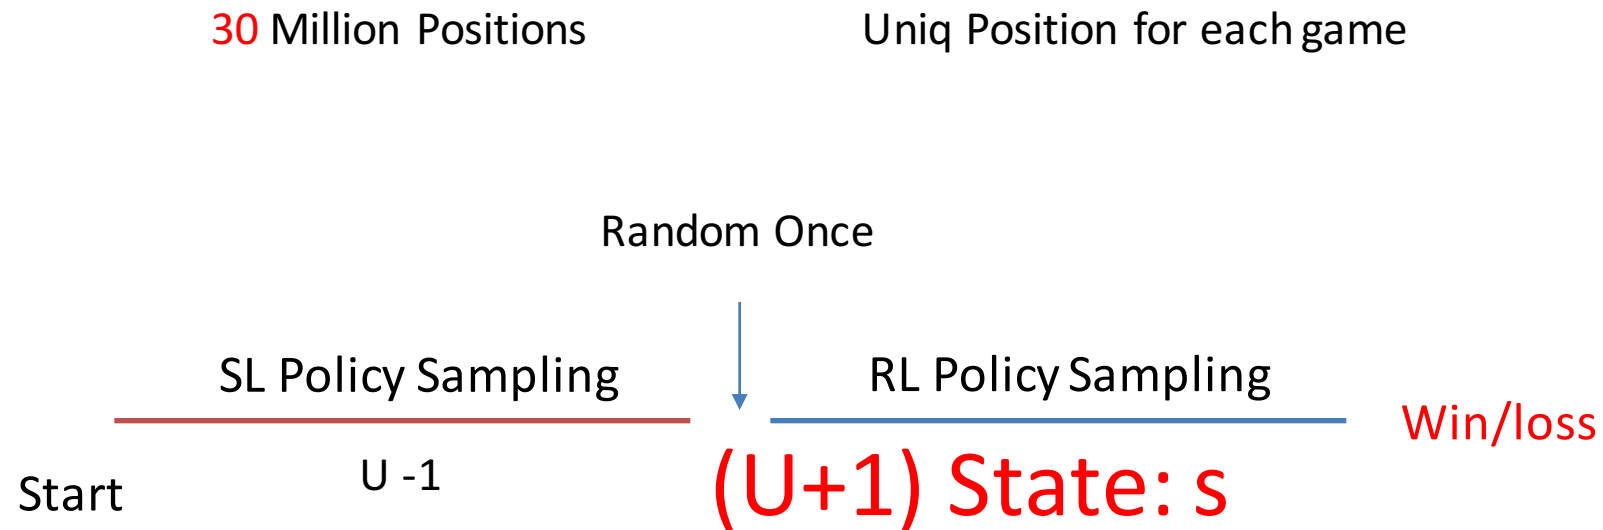 30 Million Positions
Uniq Position for each game
Random Once
SL Policy Sampling
RL Policy Sampling
Win/loss
Start
U -1
(U+1) State: s